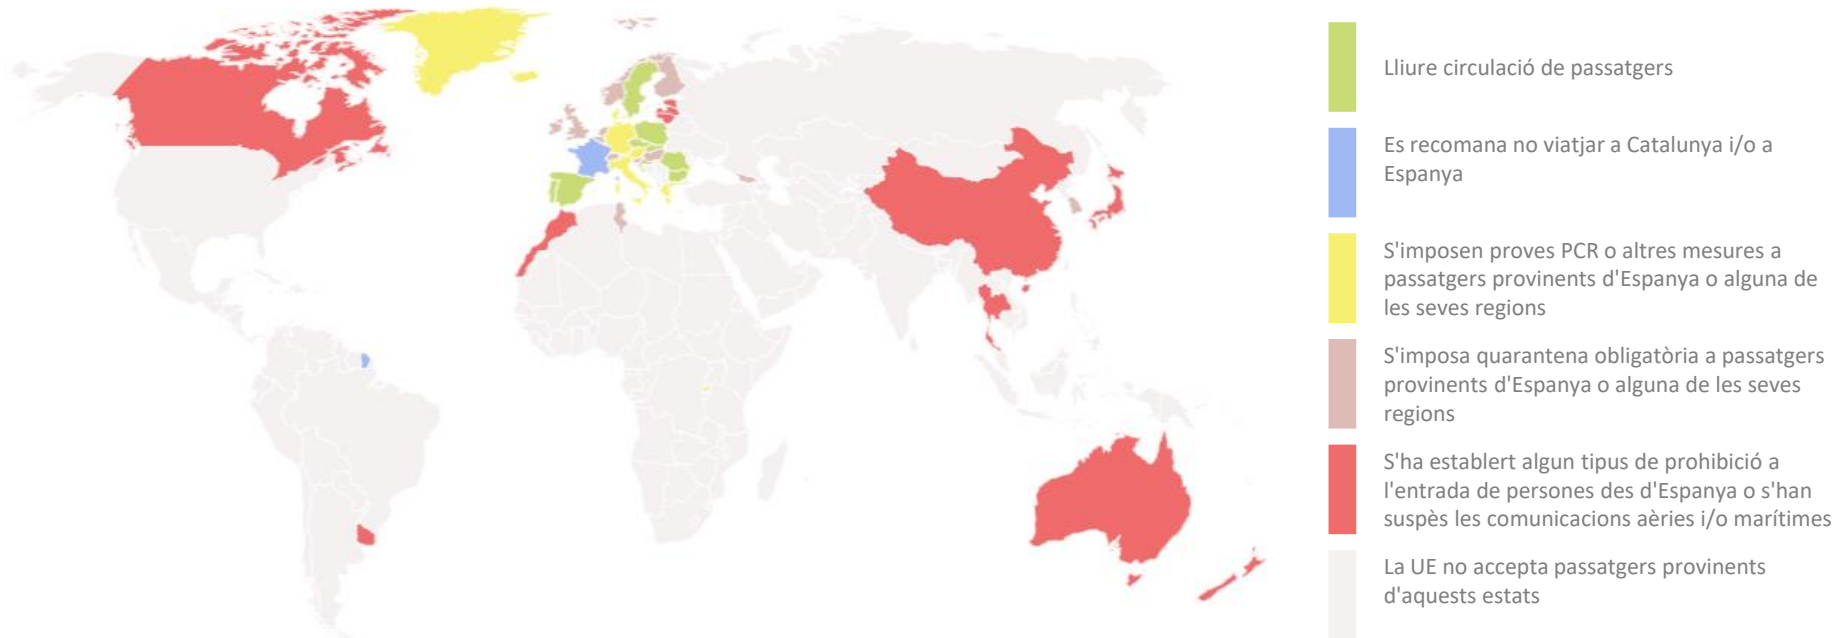 Lliure circulació de passatgers
Es recomana no viatjar a Catalunya i/o a
Espanya
S'imposen proves PCR o altres mesures a
passatgers provinents d'Espanya o alguna de
les seves regions
S'imposa quarantena obligatòria a passatgers
provinents d'Espanya o alguna de les seves
regions
S'ha establert algun tipus de prohibició a
l'entrada de persones des d'Espanya o s'han
suspès les comunicacions aèries i/o marítimes
La UE no accepta passatgers provinents
d'aquests estats